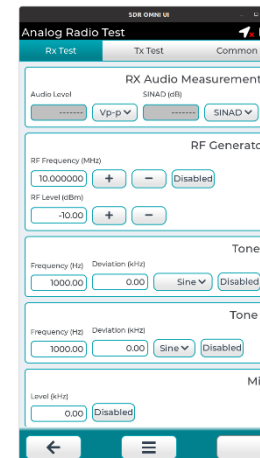 SDR OMNI UI
Analog Radio Test
Rx Test Tx Test Common
RX Audio Measurement
Audio Level SINAD (dB)
------- Vp-p ------- SINAD
RF Generato
RF Frequency (MHz)
10.000000 + − Disabled
RF Level (dBm)
-10.00 + −
Tone
Frequency (Hz) Deviation (kHz)
1000.00 0.00 Sine Disabled
Tone
Frequency (Hz) Deviation (kHz)
1000.00 0.00 Sine Disabled
Mi
Level (kHz)
0.00 Disabled